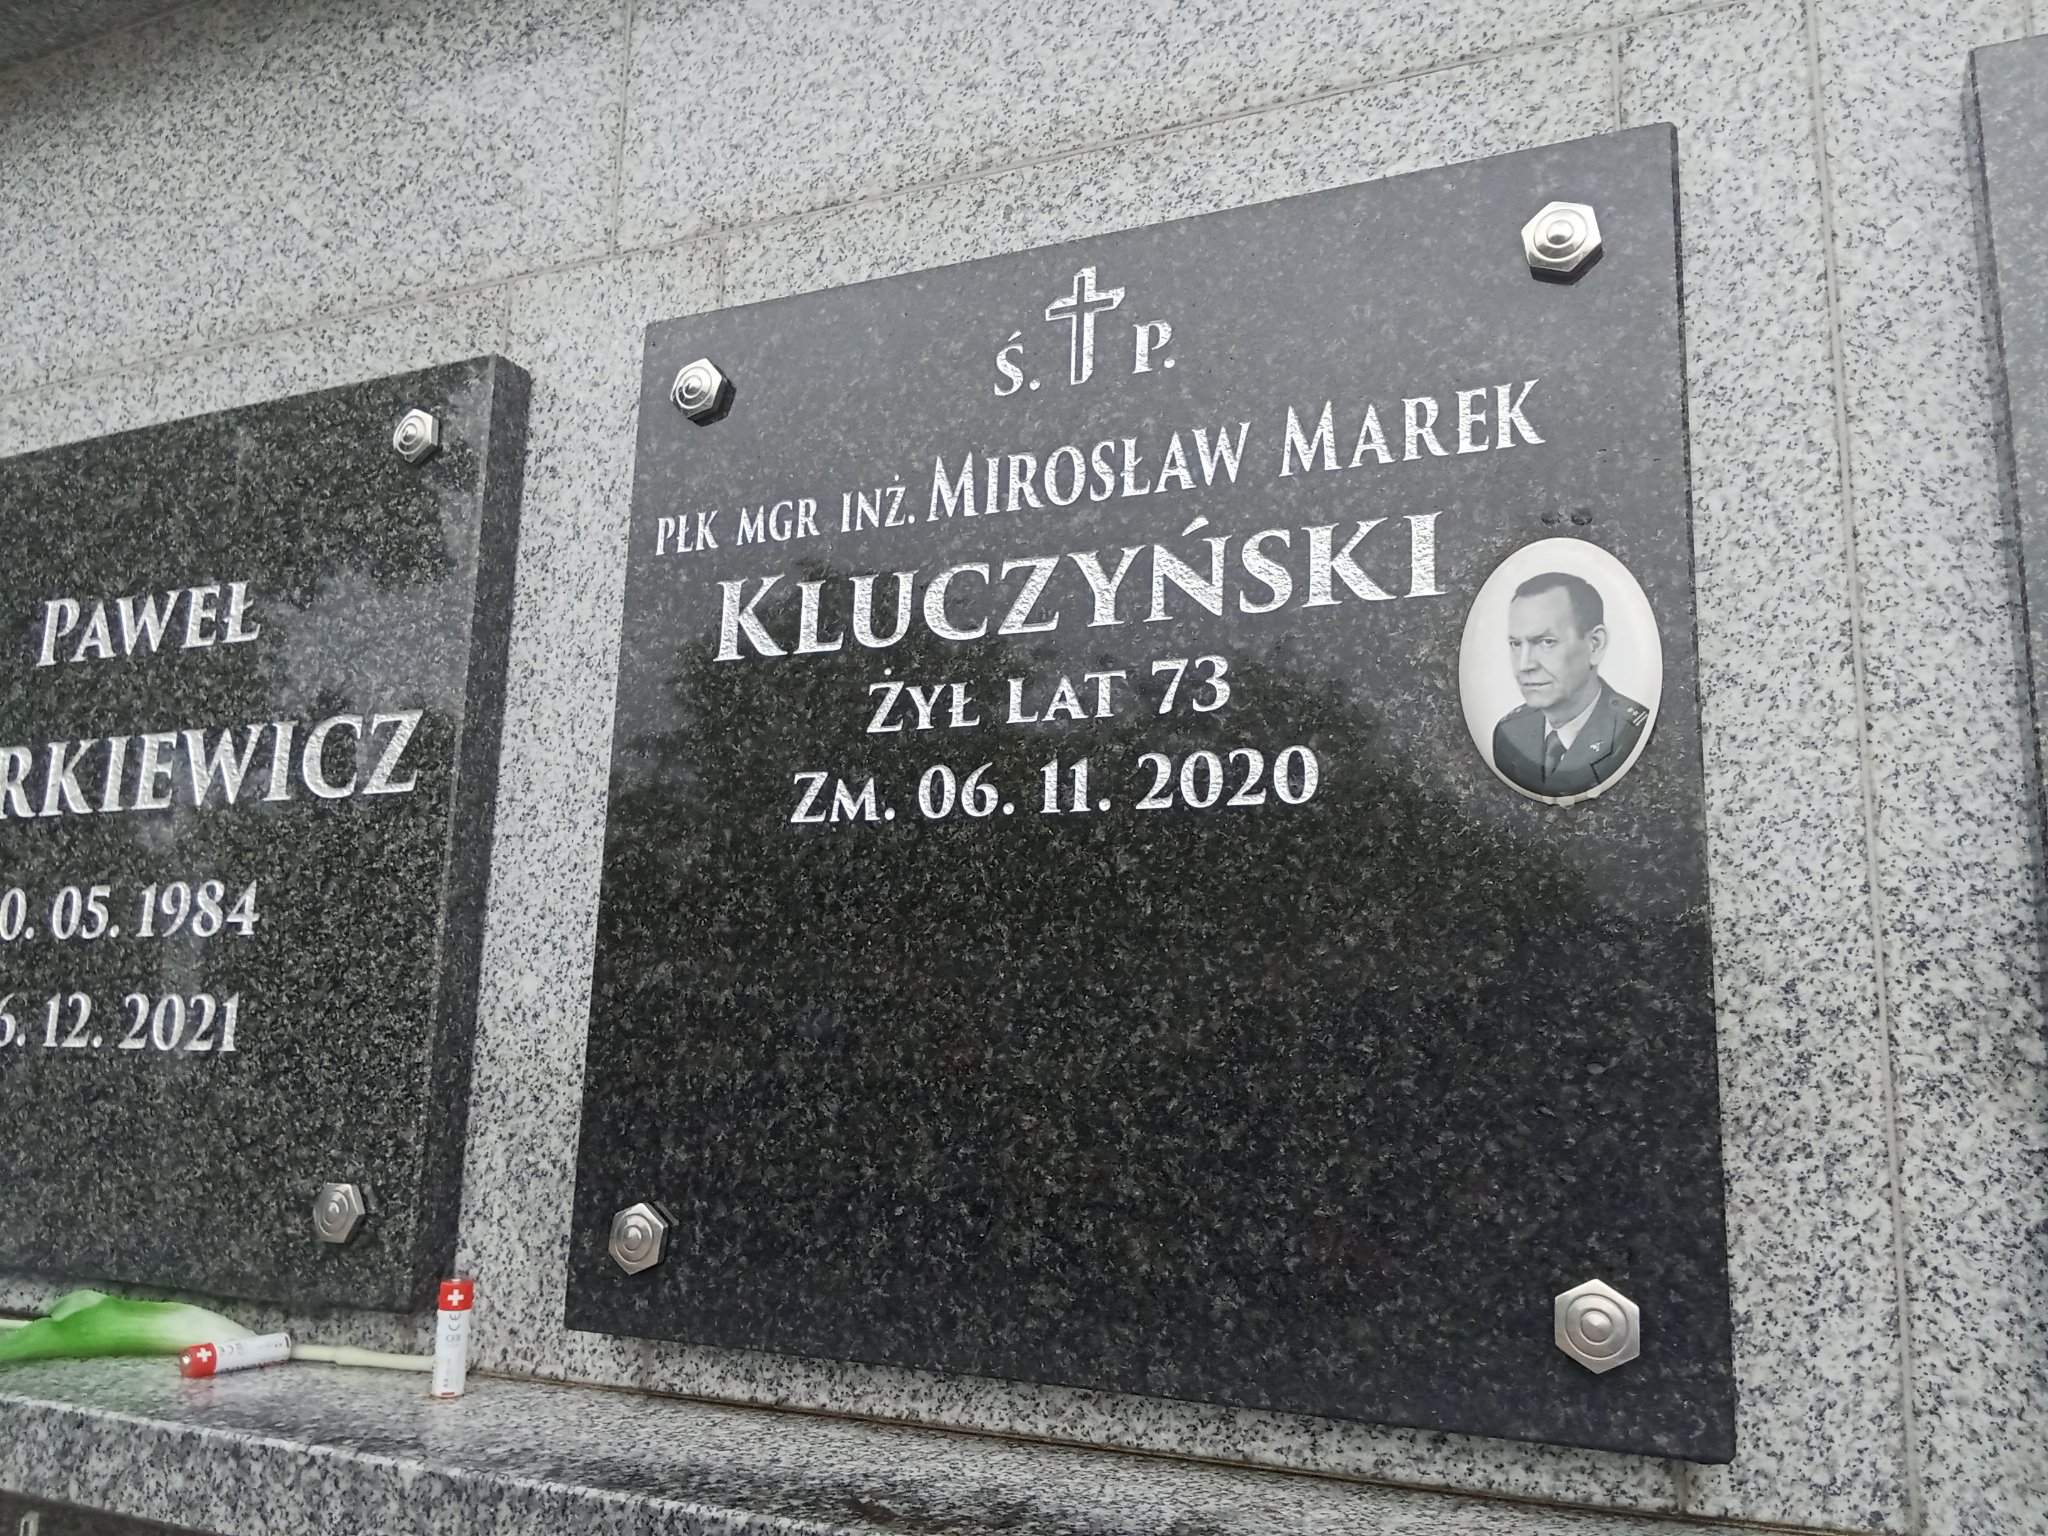 PAWEŁ
RKIEWICZ
0. 05. 1984
6. 12. 2021
Ś. P.
PŁK MGR INŻ. MIROSŁAW MAREK
KLUCZYŃSKI
ŻYŁ LAT 73
ZM. 06. 11. 2020